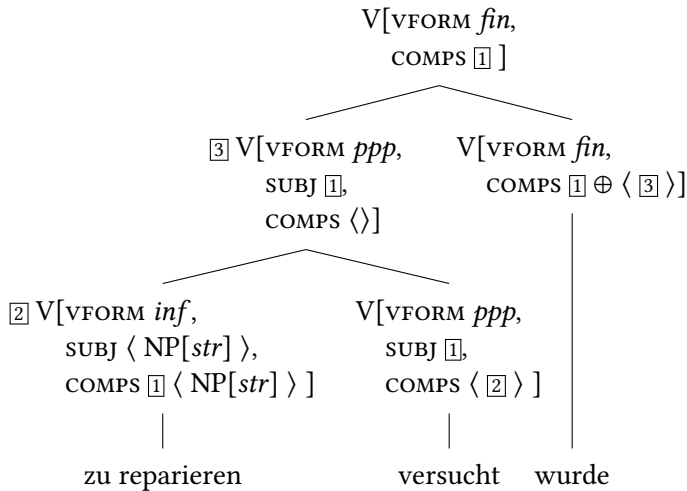 V[VFORM fin,
COMPS 1 ]
3 V[VFORM ppp,
SUBJ 1,
COMPS ⟨⟩]
V[VFORM fin,
COMPS 1 ⊕ ⟨ 3 ⟩]
2 V[VFORM inf,
SUBJ ⟨ NP[str] ⟩,
COMPS 1 ⟨ NP[str] ⟩ ]
V[VFORM ppp,
SUBJ 1,
COMPS ⟨ 2 ⟩ ]
zu reparieren versucht wurde